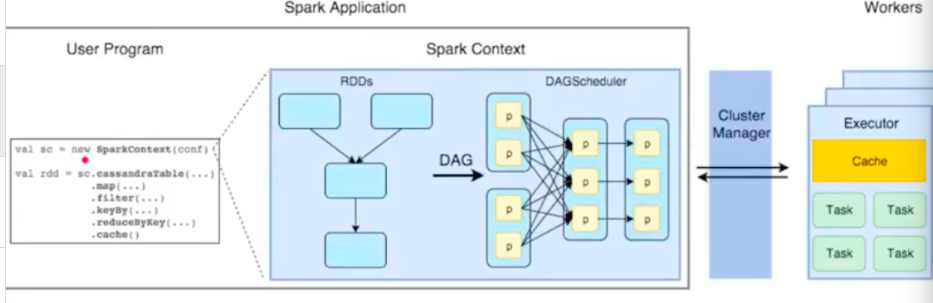 Spark Application
Workers
User Program
Spark Context
RDDs
DAGScheduler
val sc = new SparkContext(conf)
val rdd = sc.cassandraTable(...)
.map(...)
.filter(...)
.keyBy(...)
.reduceByKey(...)
.cache()
DAG
p
p
p
p
p
p
p
p
p
p
Cluster
Manager
Executor
Cache
Task
Task
Task
Task